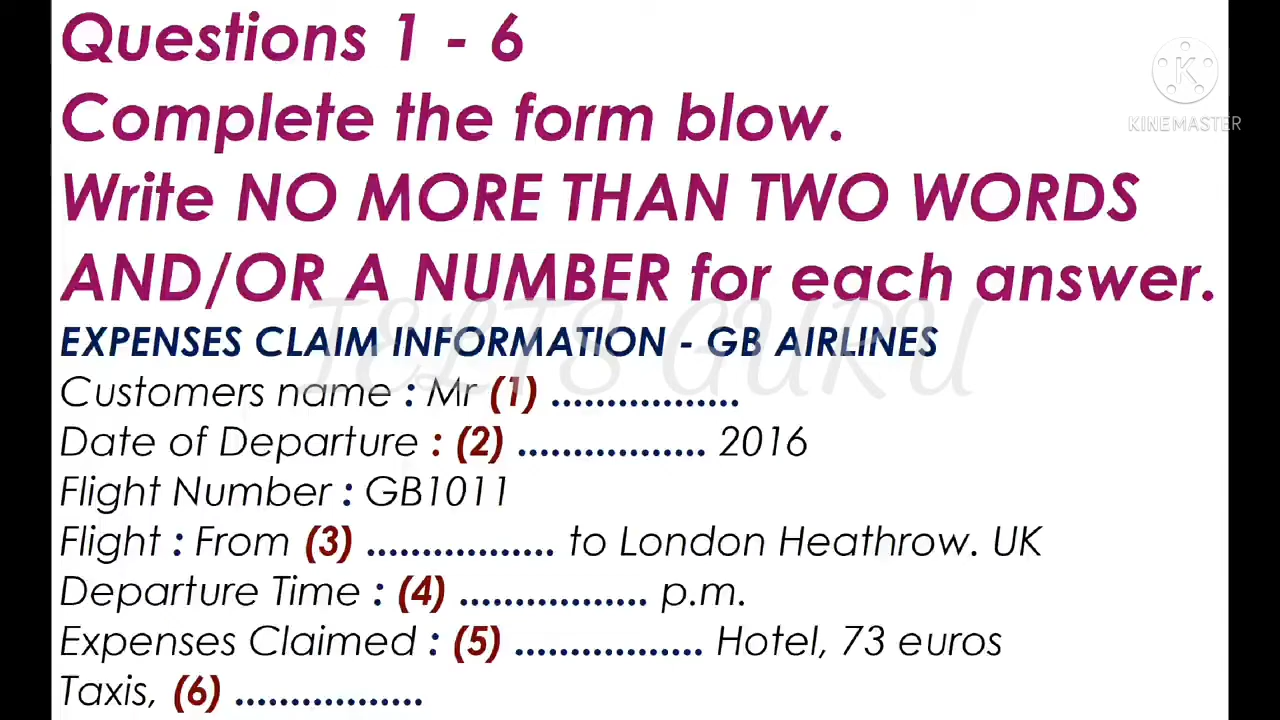 Questions 1 - 6
Complete the form blow.
Write NO MORE THAN TWO WORDS
AND/OR A NUMBER for each answer.
EXPENSES CLAIM INFORMATION - GB AIRLINES
Customers name : Mr (1) .................
Date of Departure : (2) ................. 2016
Flight Number : GB1011
Flight : From (3) ................. to London Heathrow. UK
Departure Time : (4) ................. p.m.
Expenses Claimed : (5) ................. Hotel, 73 euros
Taxis, (6) .................
IELTS GURU
K
KINEMASTER